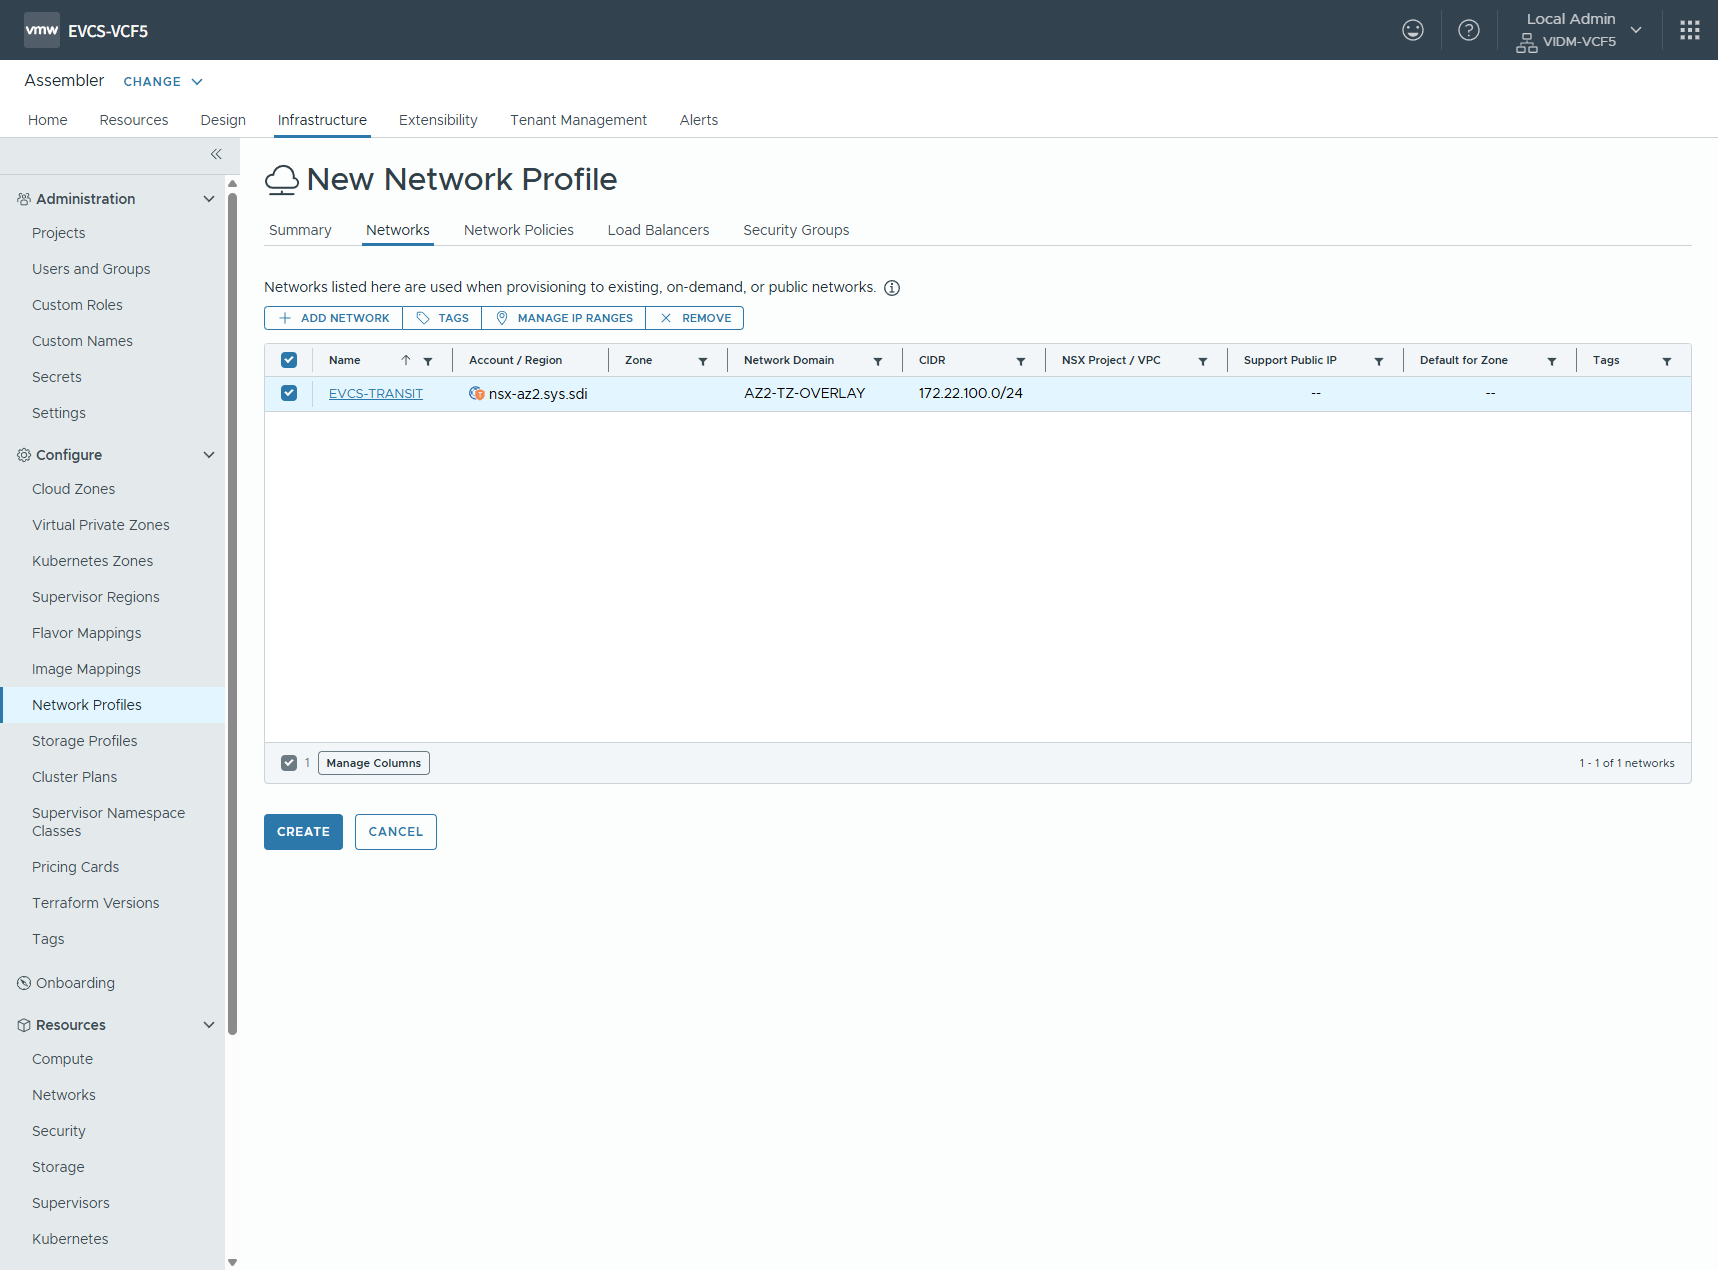 vmw EVCS-VCF5
Local Admin
VIDM-VCF5
Assembler CHANGE
Home Resources Design Infrastructure Extensibility Tenant Management Alerts
Administration
Projects
Users and Groups
Custom Roles
Custom Names
Secrets
Settings
Configure
Cloud Zones
Virtual Private Zones
Kubernetes Zones
Supervisor Regions
Flavor Mappings
Image Mappings
Network Profiles
Storage Profiles
Cluster Plans
Supervisor Namespace
Classes
Pricing Cards
Terraform Versions
Tags
Onboarding
Resources
Compute
Networks
Security
Storage
Supervisors
Kubernetes
New Network Profile
Summary Networks Network Policies Load Balancers Security Groups
Networks listed here are used when provisioning to existing, on-demand, or public networks.
ADD NETWORK TAGS MANAGE IP RANGES REMOVE
Name Account / Region Zone Network Domain CIDR NSX Project / VPC Support Public IP Default for Zone Tags
EVCS-TRANSIT nsx-az2.sys.sdi AZ2-TZ-OVERLAY 172.22.100.0/24 -- --
1 Manage Columns 1 - 1 of 1 networks
CREATE CANCEL